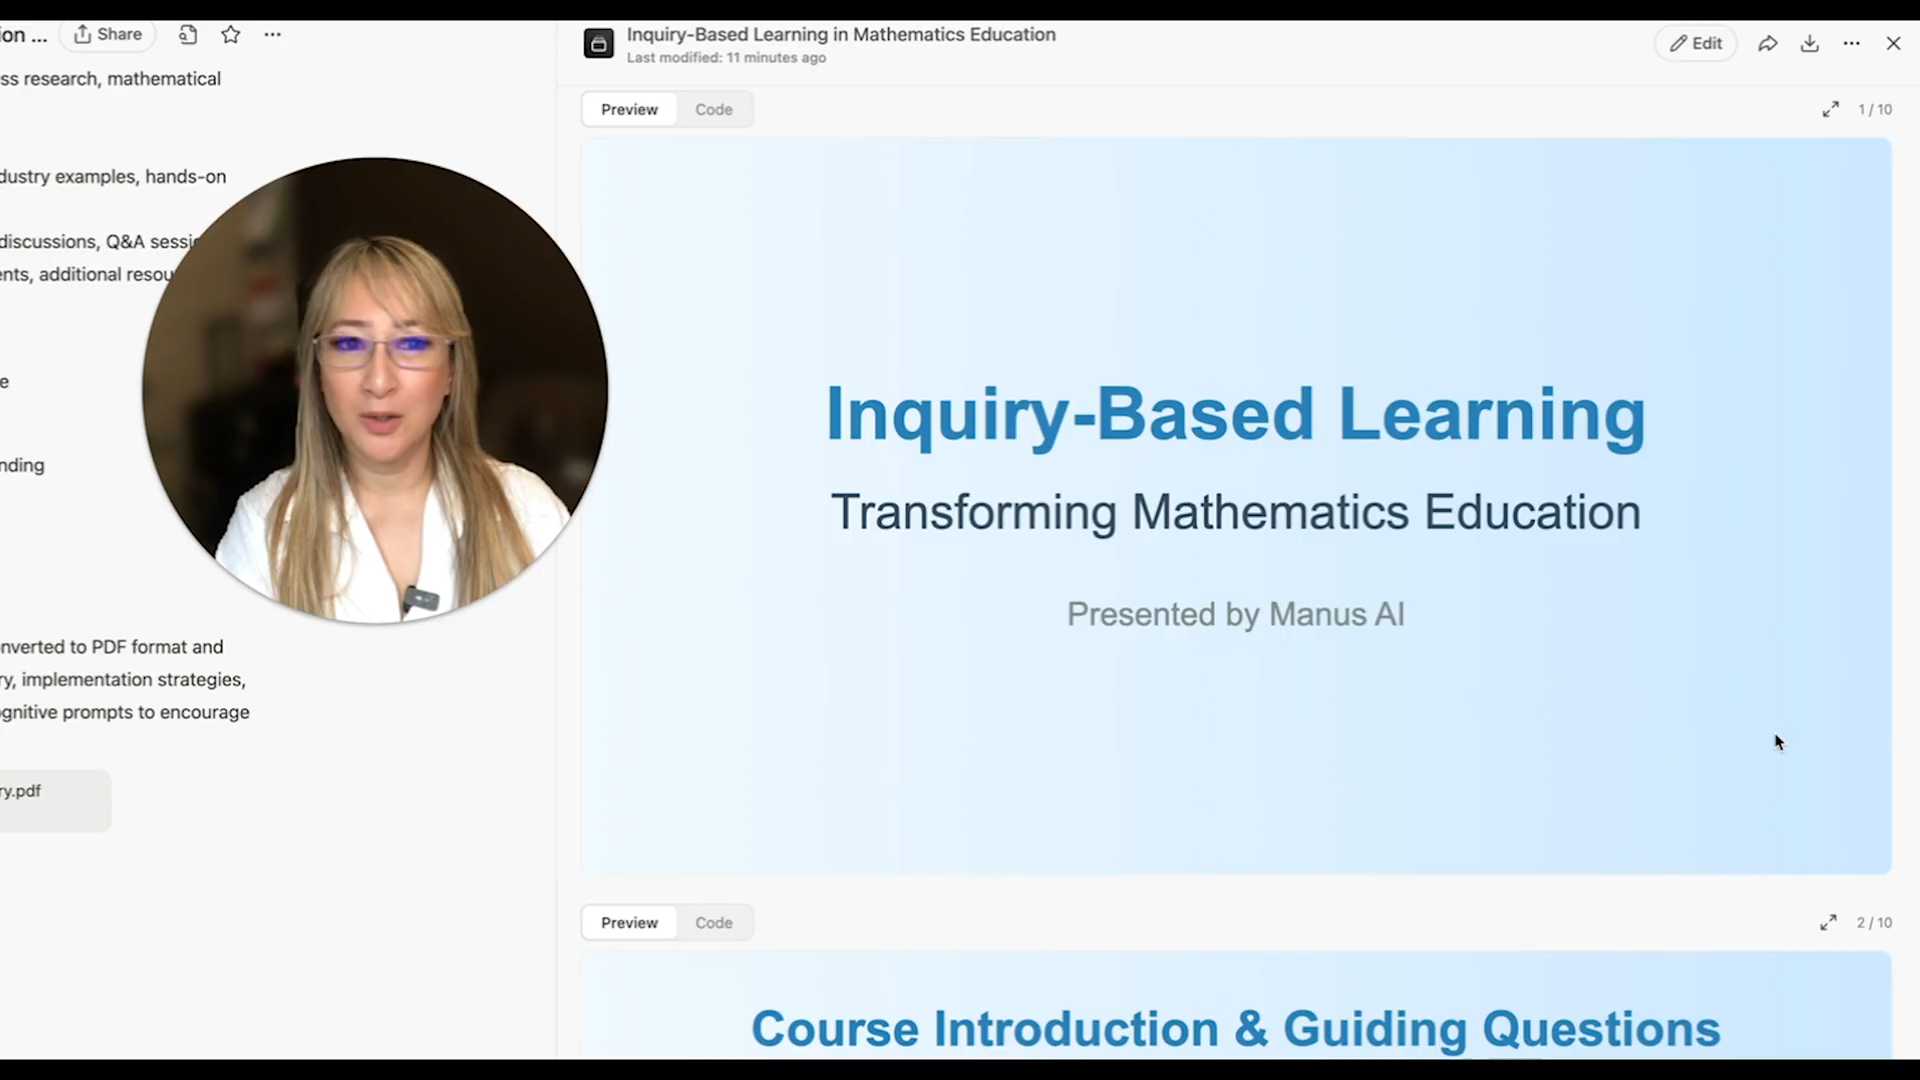 ion ...
Share
ss research, mathematical
dustry examples, hands-on
discussions, Q&A sessi
ents, additional resou
e
nding
nverted to PDF format and
ry, implementation strategies,
ognitive prompts to encourage
ry.pdf
Inquiry-Based Learning in Mathematics Education
Last modified: 11 minutes ago
Edit
Preview
Code
1 / 10
Inquiry-Based Learning
Transforming Mathematics Education
Presented by Manus AI
Preview
Code
2 / 10
Course Introduction & Guiding Questions